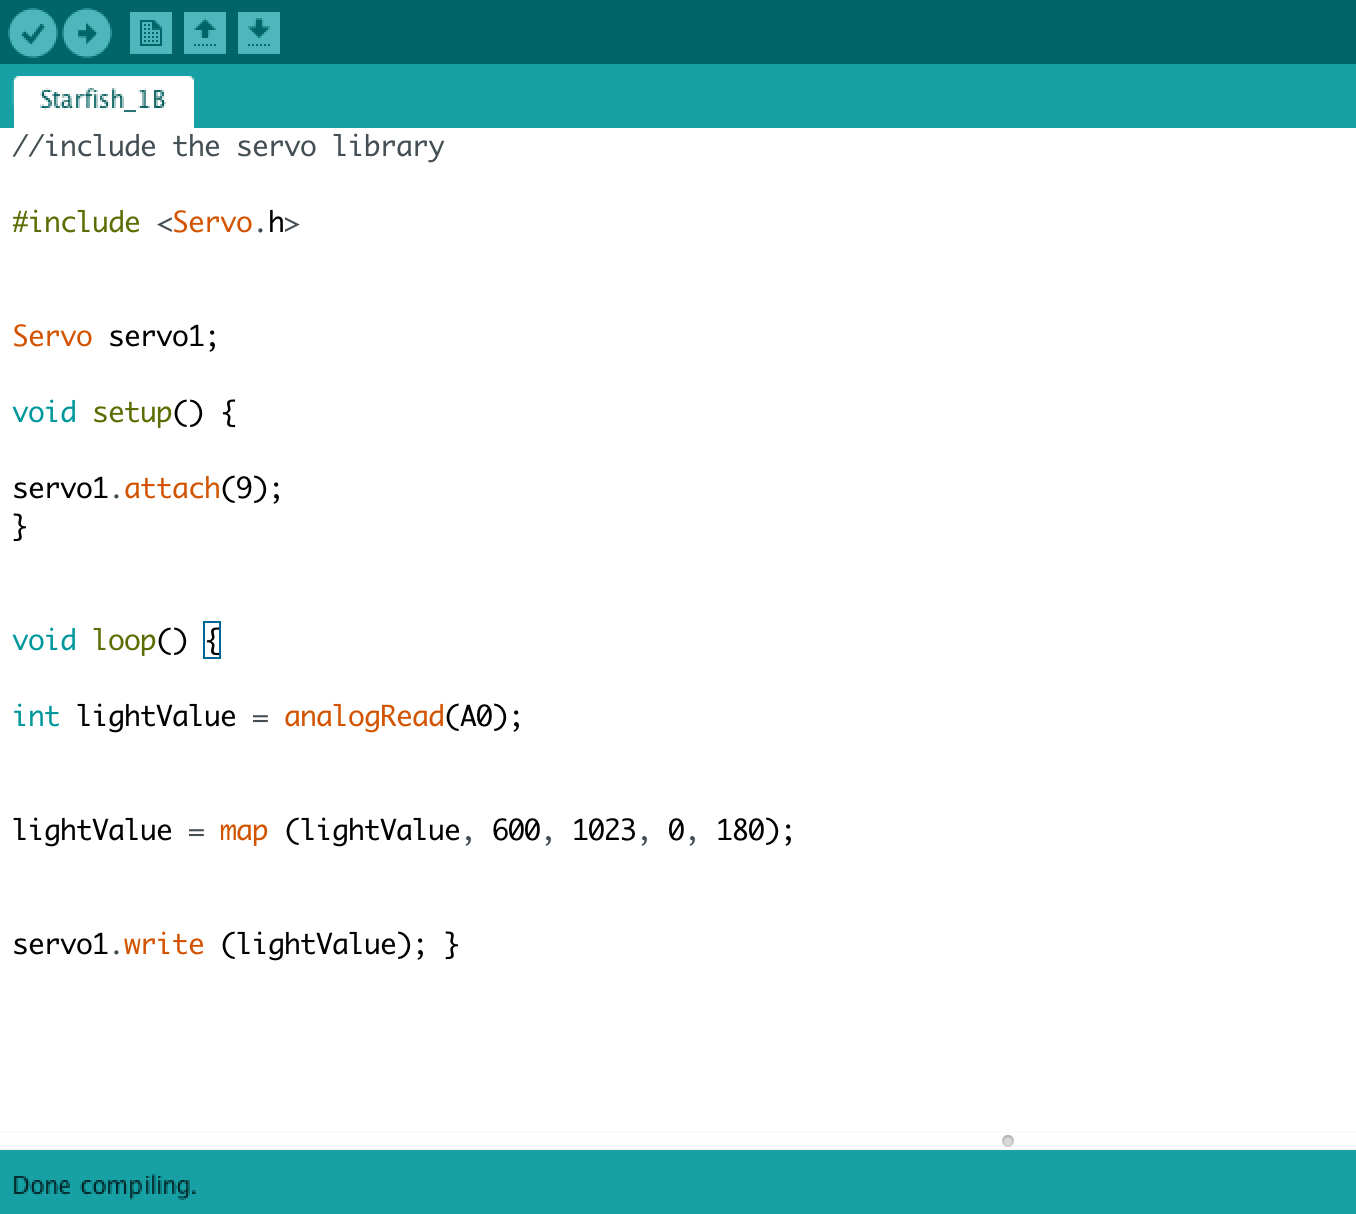 Starfish_1B
//include the servo library
#include <Servo.h>
Servo servo1;
void setup() {
servo1.attach(9);
}
void loop() {
int lightValue = analogRead(A0);
lightValue = map (lightValue, 600, 1023, 0, 180);
servo1.write (lightValue); }
Done compiling.